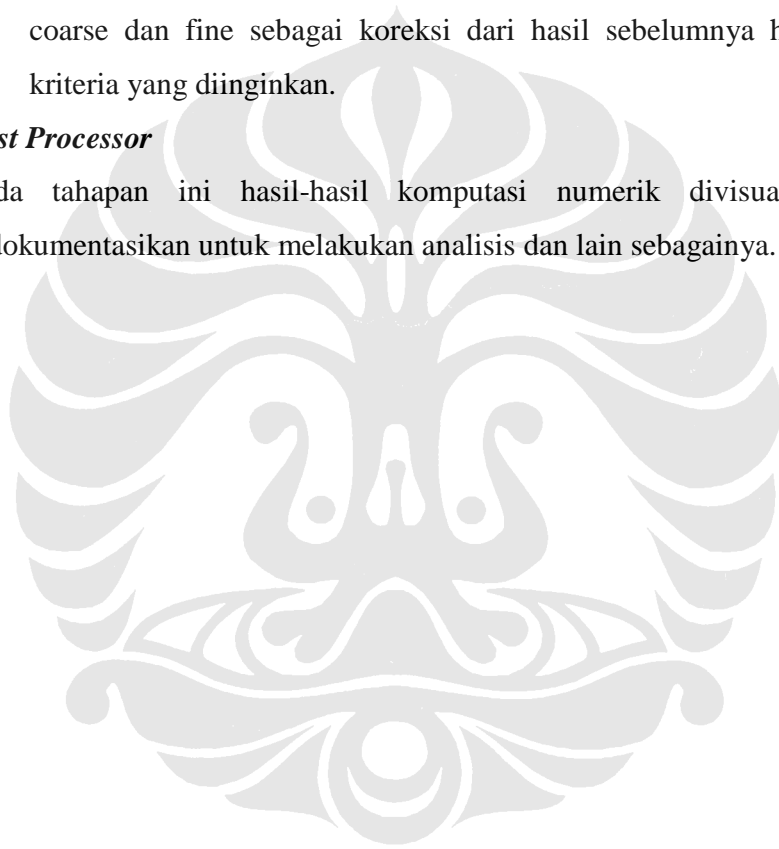 coarse dan fine sebagai koreksi dari hasil sebelumnya h
kriteria yang diinginkan.
st Processor
da tahapan ini hasil-hasil komputasi numerik divisua
dokumentasikan untuk melakukan analisis dan lain sebagainya.